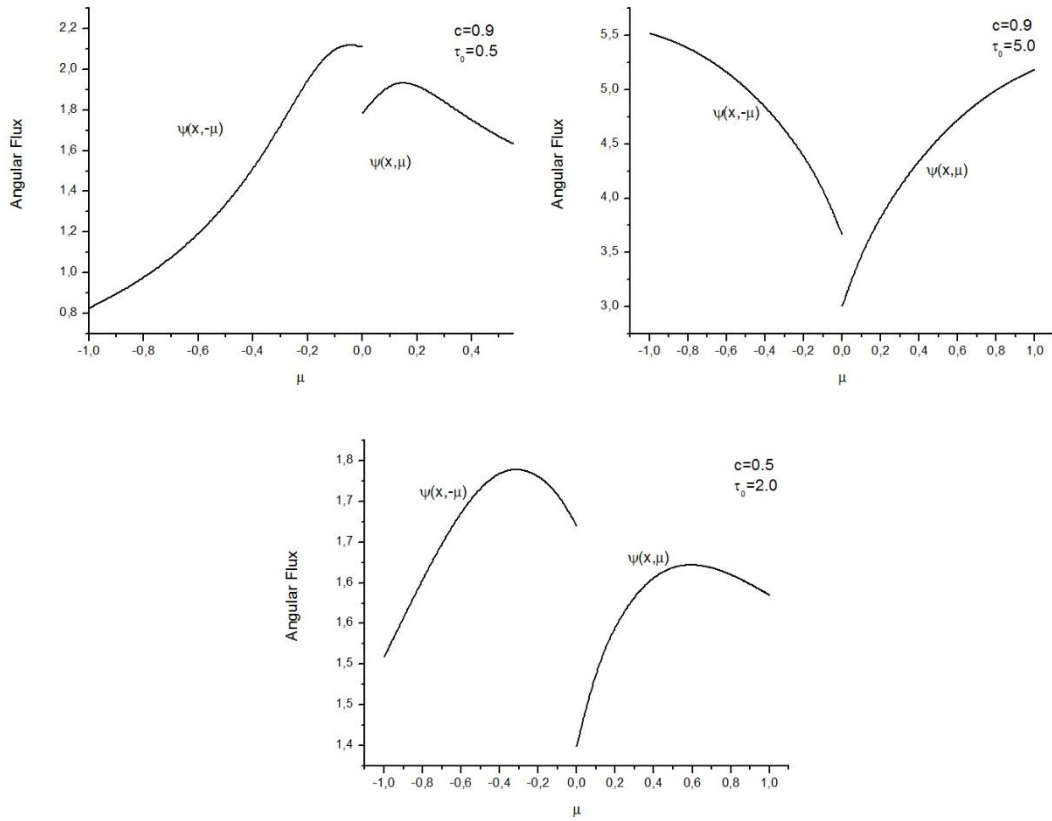 c=0.9
τ₀=0.5
2,2
2,0
1,8
1,6
1,4
1,2
1,0
0,8
Angular Flux
ψ(x,-μ)
ψ(x,μ)
-1,0 -0,8 -0,6 -0,4 -0,2 0,0 0,2 0,4
μ
c=0.9
τ₀=5.0
5,5
5,0
4,5
4,0
3,5
3,0
Angular Flux
ψ(x,-μ)
ψ(x,μ)
-1,0 -0,8 -0,6 -0,4 -0,2 0,0 0,2 0,4 0,6 0,8 1,0
μ
c=0.5
τ₀=2.0
1,8
1,7
1,7
1,6
1,6
1,5
1,5
1,4
Angular Flux
ψ(x,-μ)
ψ(x,μ)
-1,0 -0,8 -0,6 -0,4 -0,2 0,0 0,2 0,4 0,6 0,8 1,0
μ